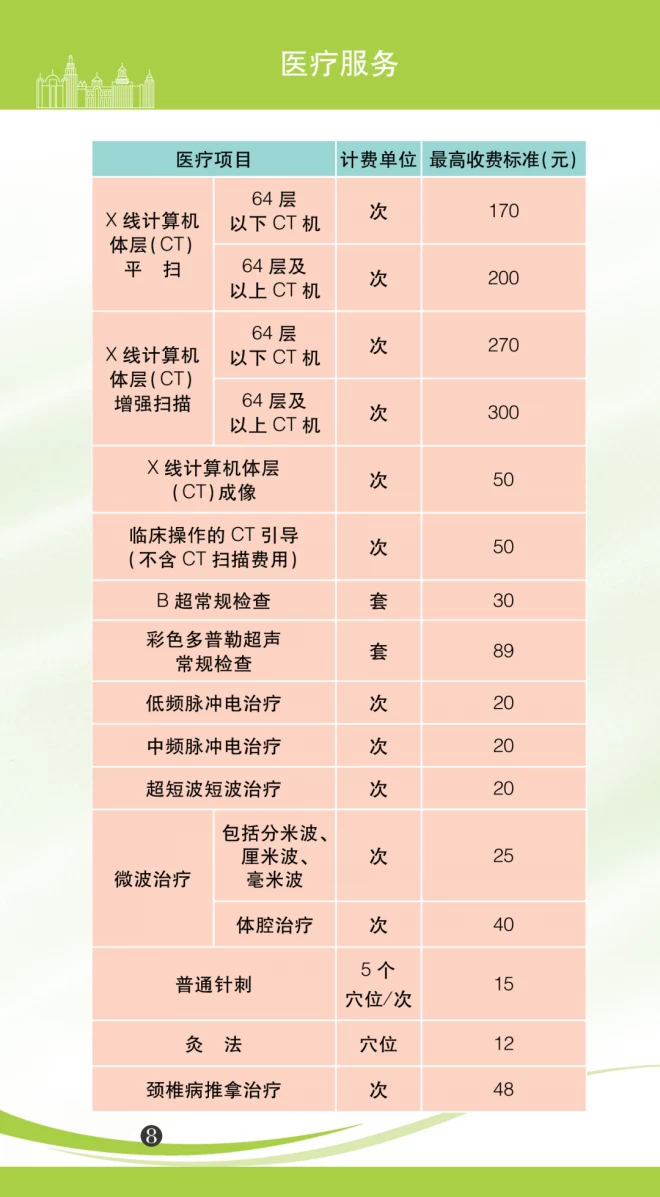 医疗服务
医疗项目 计费单位 最高收费标准(元)
X 线计算机
体层(CT)
平 扫
64 层
以下 CT 机
次 170
64 层及
以上 CT 机
次 200
X 线计算机
体层(CT)
增强扫描
64 层
以下 CT 机
次 270
64 层及
以上 CT 机
次 300
X 线计算机体层
(CT)成像
次 50
临床操作的 CT 引导
(不含 CT 扫描费用)
次 50
B 超常规检查 套 30
彩色多普勒超声
常规检查
套 89
低频脉冲电治疗 次 20
中频脉冲电治疗 次 20
超短波短波治疗 次 20
微波治疗
包括分米波、
厘米波、
毫米波
次 25
体腔治疗 次 40
普通针刺
5 个
穴位/次
15
灸 法 穴位 12
颈椎病推拿治疗 次 48
8